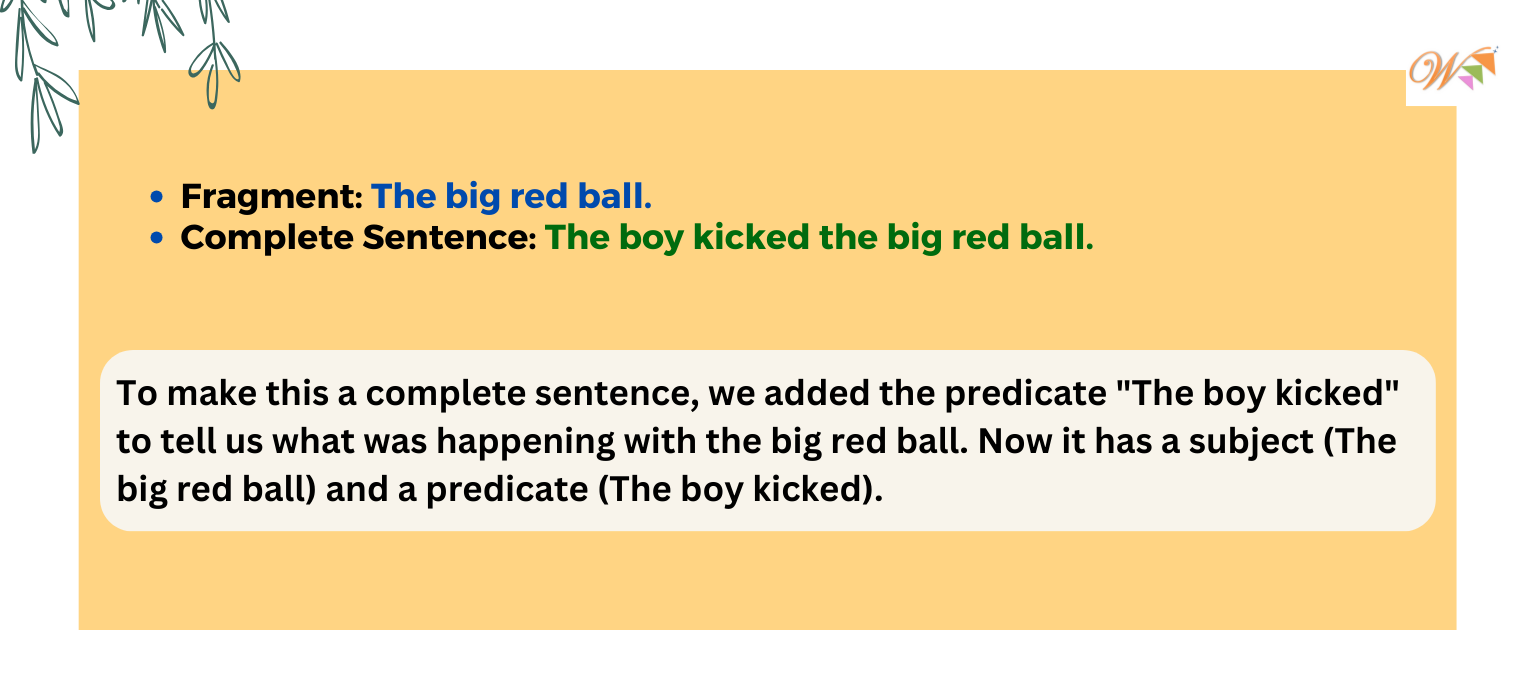 W
Fragment: The big red ball.
Complete Sentence: The boy kicked the big red ball.
To make this a complete sentence, we added the predicate "The boy kicked"
to tell us what was happening with the big red ball. Now it has a subject (The
big red ball) and a predicate (The boy kicked).